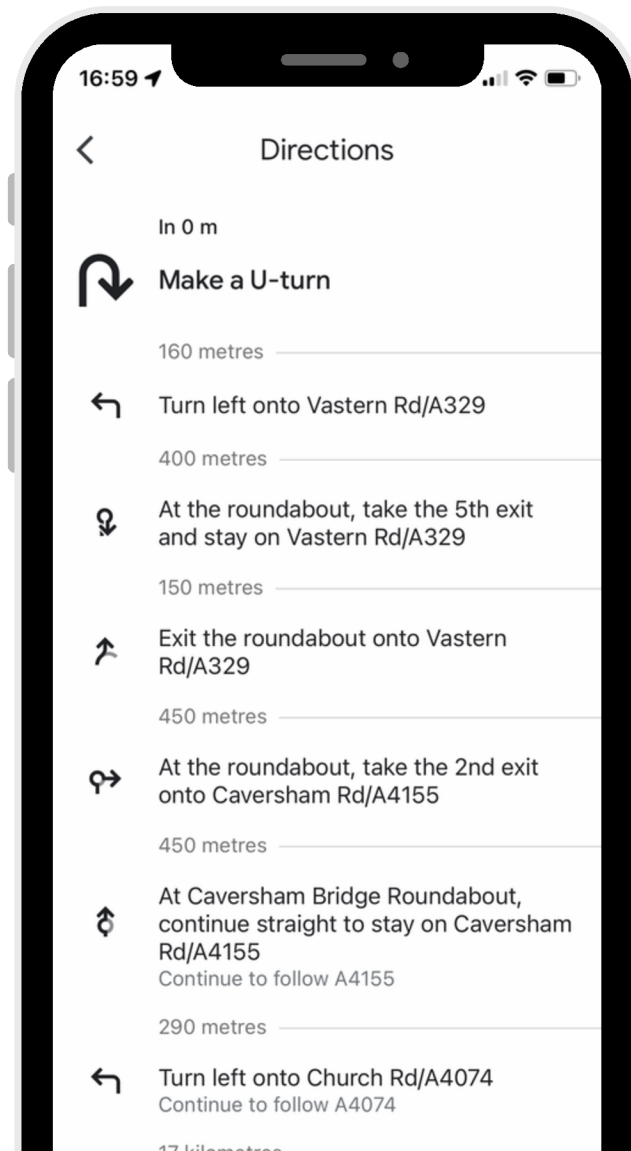 16:59
Directions
In 0 m
Make a U-turn
160 metres
Turn left onto Vastern Rd/A329
400 metres
At the roundabout, take the 5th exit
and stay on Vastern Rd/A329
150 metres
Exit the roundabout onto Vastern
Rd/A329
450 metres
At the roundabout, take the 2nd exit
onto Caversham Rd/A4155
450 metres
At Caversham Bridge Roundabout,
continue straight to stay on Caversham
Rd/A4155
Continue to follow A4155
290 metres
Turn left onto Church Rd/A4074
Continue to follow A4074
17 kilometres